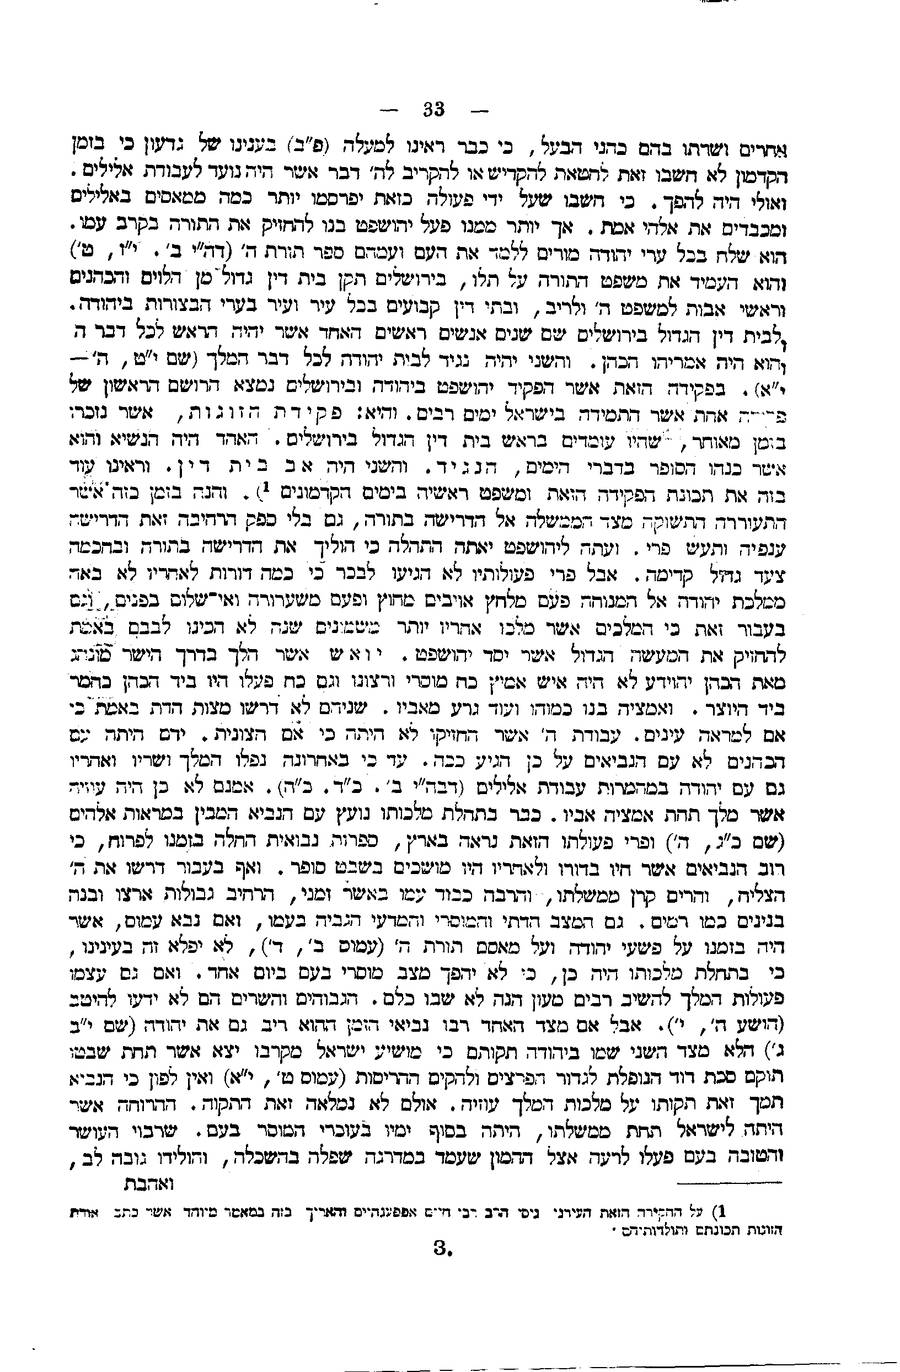 — 33 —
אחרים ושרתו בהם כהני הבעל, כי כבר ראינו למעלה (פ"ב) בענינו של גדעון כי בזמן
הקדמון לא חשבו זאת לחטאת להקדיש או להקריב לה' דבר אשר היה נועד לעבודת אלילים.
ואולי היה להפך. כי חשבו שעל ידי פעולה כזאת יפרסמו יותר כמה ממאסים באלילים
ומכבדים את אלהי אמת. אך יותר ממנו פעל יהושפט בנו להחזיק את התורה בקרב עמו.
הוא שלח בכל ערי יהודה מורים ללמד את העם ועמהם ספר תורת ה' (דה"י ב'. י"ז, ט')
והוא העמיד את משפט התורה על תלו, בירושלים תקן בית דין גדול מן הלוים והכהנים
וראשי אבות למשפט ה' ולריב, ובתי דין קבועים בכל עיר ועיר בערי הבצורות ביהודה.
ולבית דין הגדול בירושלים שם שנים אנשים ראשים האחד אשר יהיה הראש לכל דבר ה
והוא היה אמריהו הכהן. והשני יהיה נגיד לבית יהודה לכל דבר המלך (שם י"ט, ה'—
י"א). בפקידה הזאת אשר הפקיד יהושפט ביהודה ובירושלים נמצא הרושם הראשון של
אחת אשר התמידה בישראל ימים רבים. והיא: פקידת הזוגות, אשר נזכרו
בזמן מאוחר, שהיו עומדים בראש בית דין הגדול בירושלים. האחד היה הנשיא והוא
אשר כנהו הסופר בדברי הימים, הנגיד. והשני היה אב בית דין. וראינו עוד
בזה את תכונת הפקידה הזאת ומשפט ראשיה בימים הקדמונים 1). והנה בזמן כזה אשר
התעוררה התשוקה מצד הממשלה אל הדרישה בתורה, גם בלי ספק הרחיבה זאת הדרישה
ענפיה ותעש פרי. ועתה ליהושפט יאתה התהלה כי הוליך את הדרישה בתורה ובחכמה
צעד גדול קדימה. אבל פרי פעולותיו לא הגיעו לבכר כי כמה דורות לאחריו לא באה
ממלכת יהודה אל המנוחה פעם מלחץ אויבים מחוץ ופעם משערורה ואי־שלום בפנים, וגם
בעבור זאת כי המלכים אשר מלכו אחריו יותר משמנים שנה לא הכינו לבבם באמת
להחזיק את המעשה הגדול אשר יסד יהושפט. יואש אשר הלך בדרך הישר מונהג
מאת הכהן יהוידע לא היה איש אמיץ כח מוסרי ורצונו וגם כח פעלו היו ביד הכהן כחמר
ביד היוצר. ואמציה בנו כמוהו ועוד גרע מאביו. שניהם לא דרשו מצות הדת באמת כי
אם למראה עינים. עבודת ה' אשר החזיקו לא היתה כי אם חצונית. ידם היתה עם
הכהנים לא עם הנביאים על כן הגיע ככה. עד כי באחרונה נפלו המלך ושריו ואחריו
גם עם יהודה במהמרות עבודת אלילים (דבה"י ב'. כ"ד. כ"ה). אמנם לא כן היה עוזיה
אשר מלך תחת אמציה אביו. כבר בתחלת מלכותו נועץ עם הנביא המבין במראות אלהים
(שם כ"ג, ה') ופרי פעולתו הזאת נראה בארץ, ספרות נבואית החלה בזמנו לפרוח, כי
רוב הנביאים אשר חיו בדורו ולאחריו היו מושכים בשבט סופר. ואף בעבור דרשו את ה'
הצליח, והרים קרן ממשלתו, והרבה כבוד עמו באשר זמני, הרחיב גבולות ארצו ובנה
בנינים כמו רמים. גם המצב הדתי והמוסרי והמדעי הגביה בעמו, ואם נבא עמוס, אשר
היה בזמנו על פשעי יהודה ועל מאסם תורת ה' (עמוס ב', ד'), לא יפלא זה בעינינו,
כי בתחלת מלכותו היה כן, כי לא יהפך מצב מוסרי בעם ביום אחד. ואם גם עצמו
פעולות המלך להשיב רבים מעון הנה לא שבו כלם. הגבוהים והשרים הם לא ידעו להיטב
(הושע ה', י'). אבל אם מצד האחד רבו נביאי הזמן ההוא ריב גם את יהודה (שם י"ב
ג') הלא מצד השני שמו ביהודה תקותם כי מושיע ישראל מקרבו יצא אשר תחת שבטו
תוקם סכת דוד הנופלת לגדור הפרצים ולהקים ההריסות (עמוס ט', י"א) ואין לפון כי הנביא
תמך זאת תקותו על מלכות המלך עוזיה. אולם לא נמלאה זאת התקוה. ההרוחה אשר
היתה לישראל תחת ממשלתו, היתה בסוף ימיו בעוכרי המוסר בעם. שרבוי העושר
והטובה בעם פעלו לרעה אצל ההמון שעמד במדרגה שפלה בהשכלה, והולידו גובה לב,
ואהבת
1) על החקירה הזאת העירני גיסי הרב רבי חיים אפפענהיים והאריך בזה במאמר מיוחד אשר כתב אודת
הזוגות תכונתם ותולדותיהם.
3.